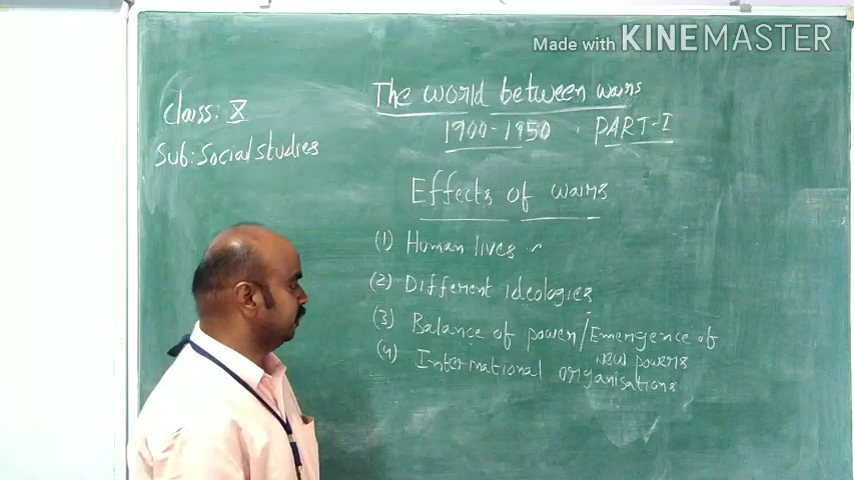 Made with KINEMASTER
The world between wars
Class: X
1900-1950 . PART-I
Sub: Social studies
Effects of wars
(1) Human lives
(2) Different ideologies
(3) Balance of power/Emergence of
new powers
(4) International organisations